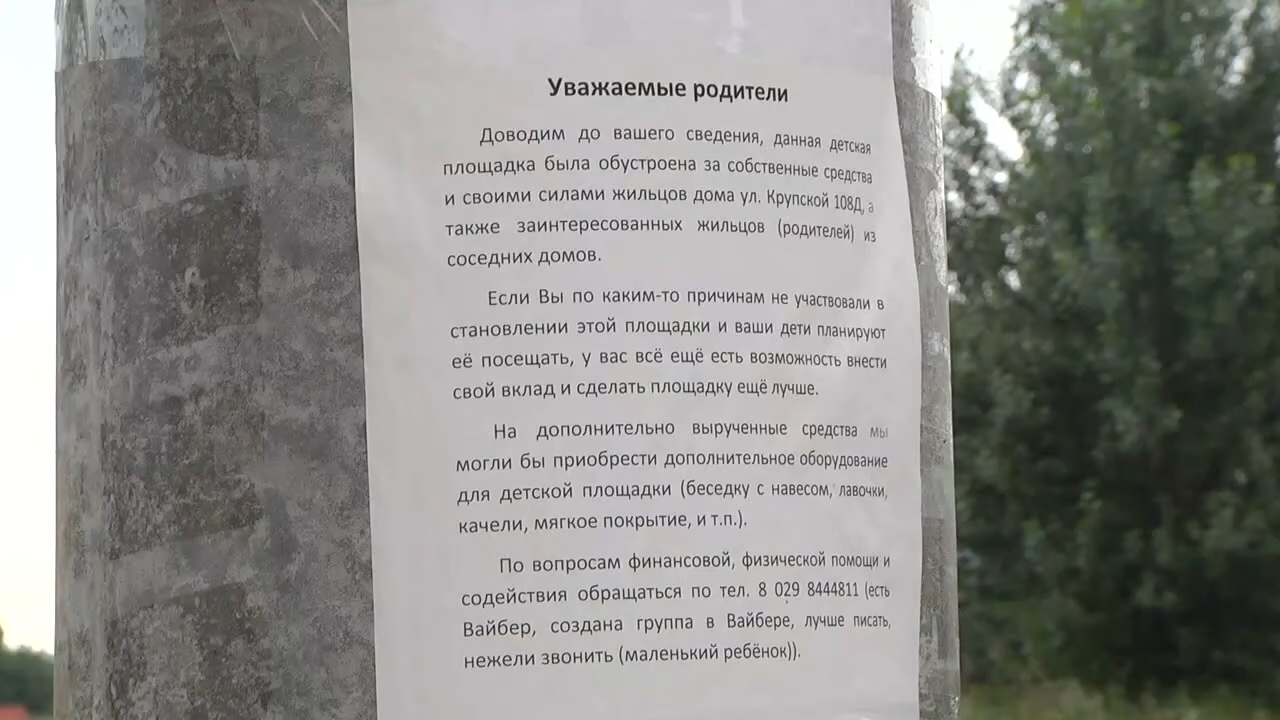 Уважаемые родители
Доводим до вашего сведения, данная детская
площадка была обустроена за собственные средства
и своими силами жильцов дома ул. Крупской 108Д, а
также заинтересованных жильцов (родителей) из
соседних домов.
Если Вы по каким-то причинам не участвовали в
становлении этой площадки и ваши дети планируют
её посещать, у вас всё ещё есть возможность внести
свой вклад и сделать площадку ещё лучше.
На дополнительно вырученные средства мы
могли бы приобрести дополнительное оборудование
для детской площадки (беседку с навесом, лавочки,
качели, мягкое покрытие, и т.п.).
По вопросам финансовой, физической помощи и
содействия обращаться по тел. 8 029 8444811 (есть
Вайбер, создана группа в Вайбере, лучше писать,
нежели звонить (маленький ребёнок)).